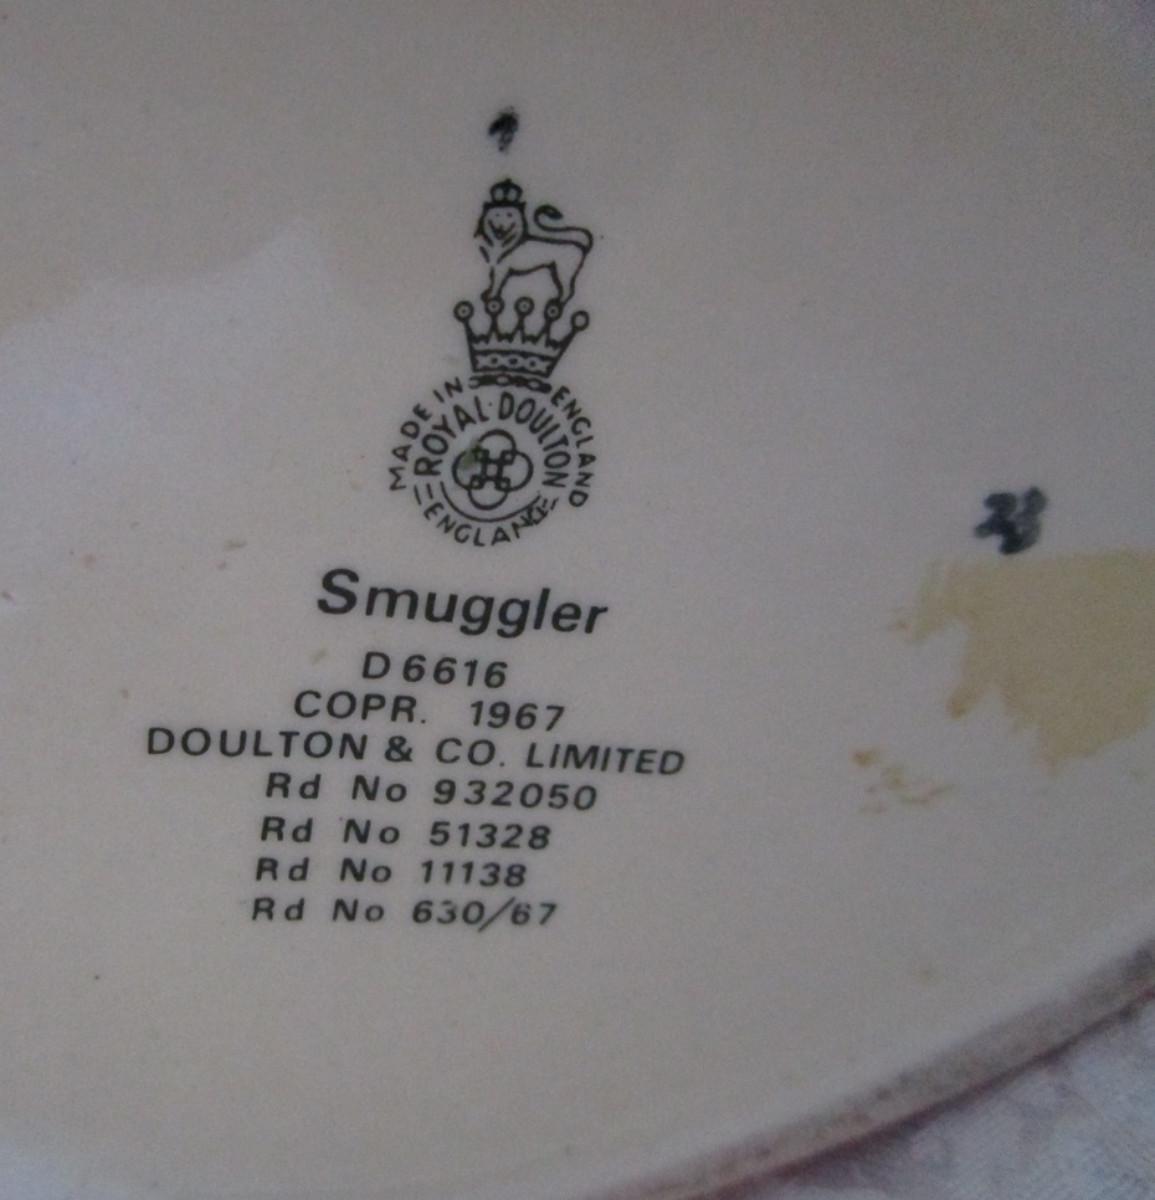 MADE IN ENGLAND
ROYAL DOULTON
ENGLAND
Smuggler
D 6616
COPR. 1967
DOULTON & CO. LIMITED
Rd No 932050
Rd No 51328
Rd No 11138
Rd No 630/67